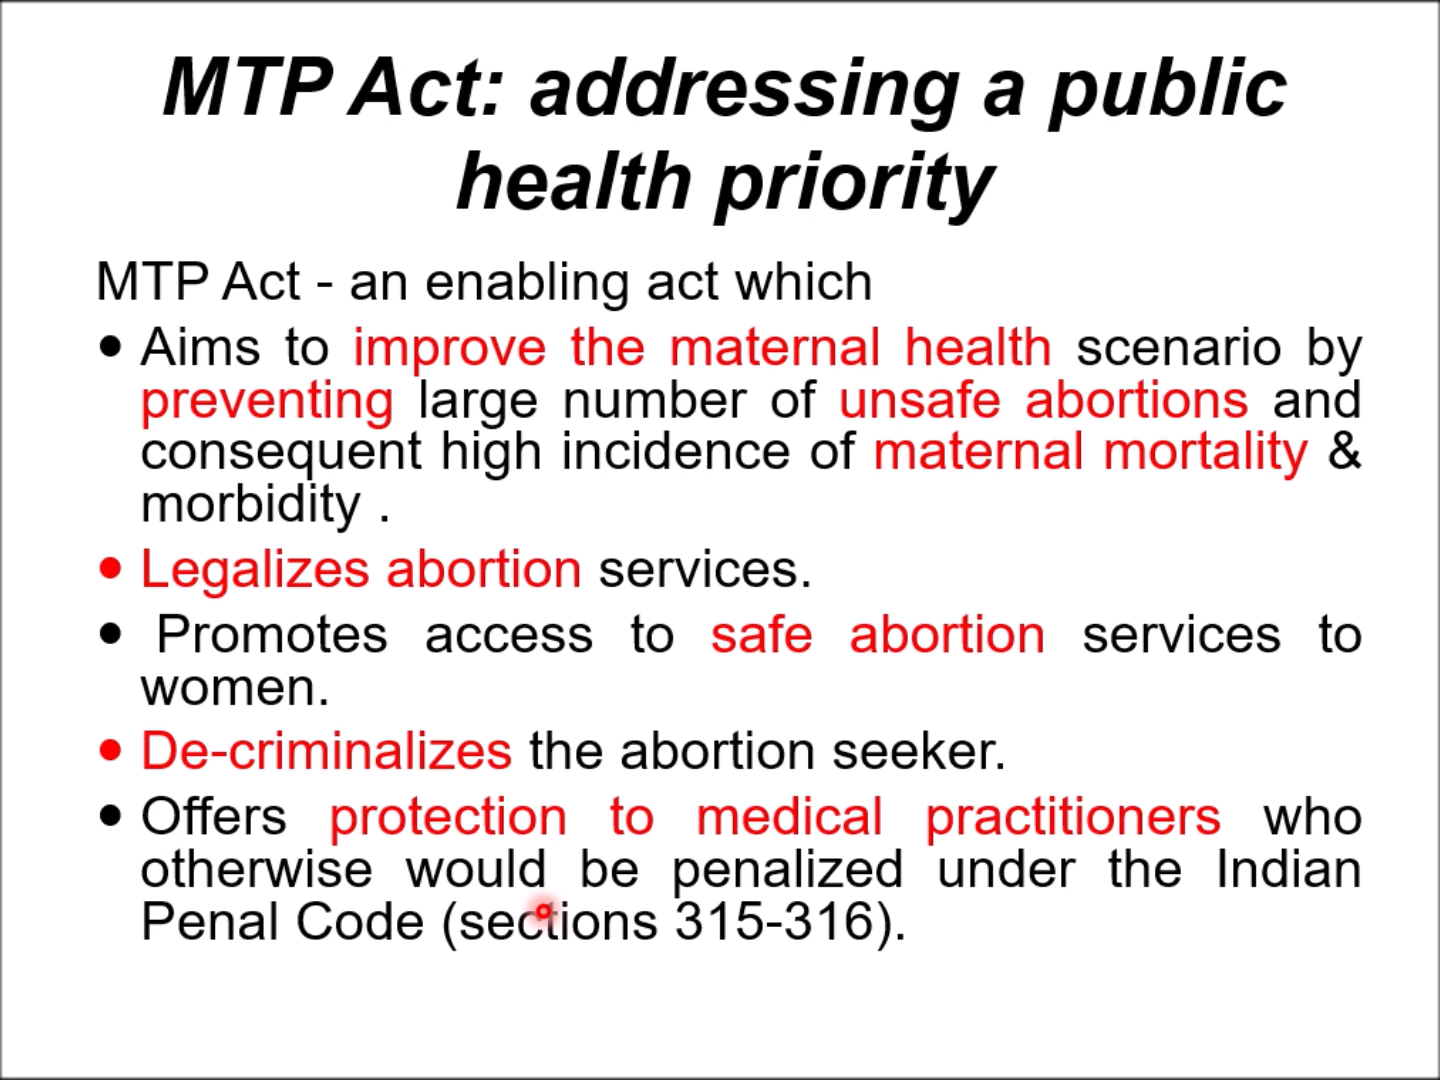 MTP Act: addressing a public
health priority
MTP Act - an enabling act which
• Aims to improve the maternal health scenario by
preventing large number of unsafe abortions and
consequent high incidence of maternal mortality &
morbidity .
• Legalizes abortion services.
• Promotes access to safe abortion services to
women.
• De-criminalizes the abortion seeker.
• Offers protection to medical practitioners who
otherwise would be penalized under the Indian
Penal Code (sections 315-316).